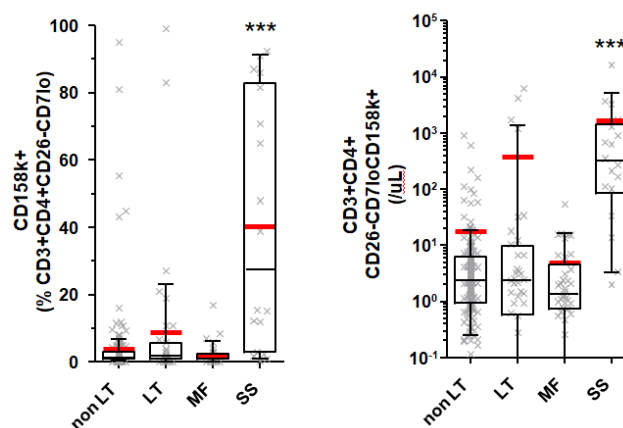 CD158k+
(% CD3+CD4+CD26-CD7lo)
100
80
60
40
20
0
***
non LT
LT
MF
SS
CD3+CD4+
CD26-CD7loCD158k+
(/uL)
10⁵
10⁴
10³
10²
10¹
10⁰
10⁻¹
***
non LT
LT
MF
SS